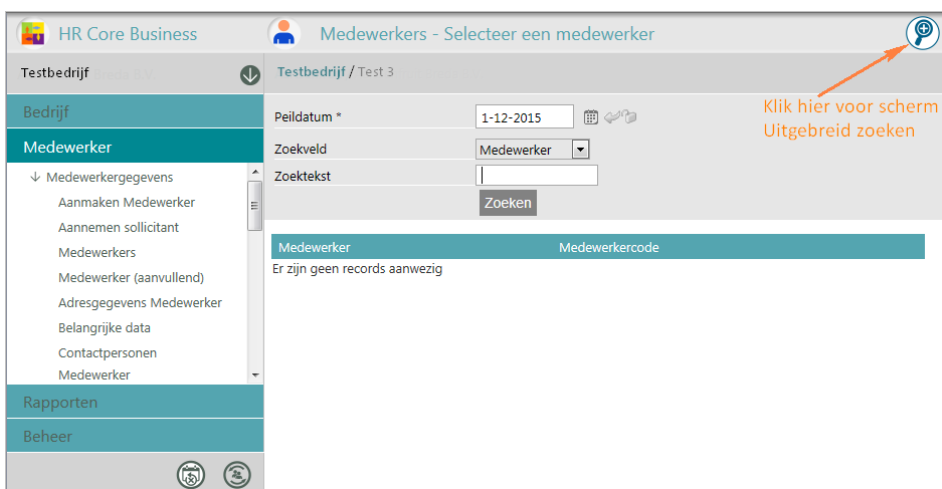 HR Core Business
Medewerkers - Selecteer een medewerker
Testbedrijf
Testbedrijf / Test 3
Klik hier voor scherm
Uitgebreid zoeken
Bedrijf
Medewerker
Medewerkergegevens
Aanmaken Medewerker
Aannemen sollicitant
Medewerkers
Medewerker (aanvullend)
Adresgegevens Medewerker
Belangrijke data
Contactpersonen
Medewerker
Rapporten
Beheer
Peildatum *
1-12-2015
Zoekveld
Medewerker
Zoektekst
Zoeken
Medewerker Medewerkercode
Er zijn geen records aanwezig